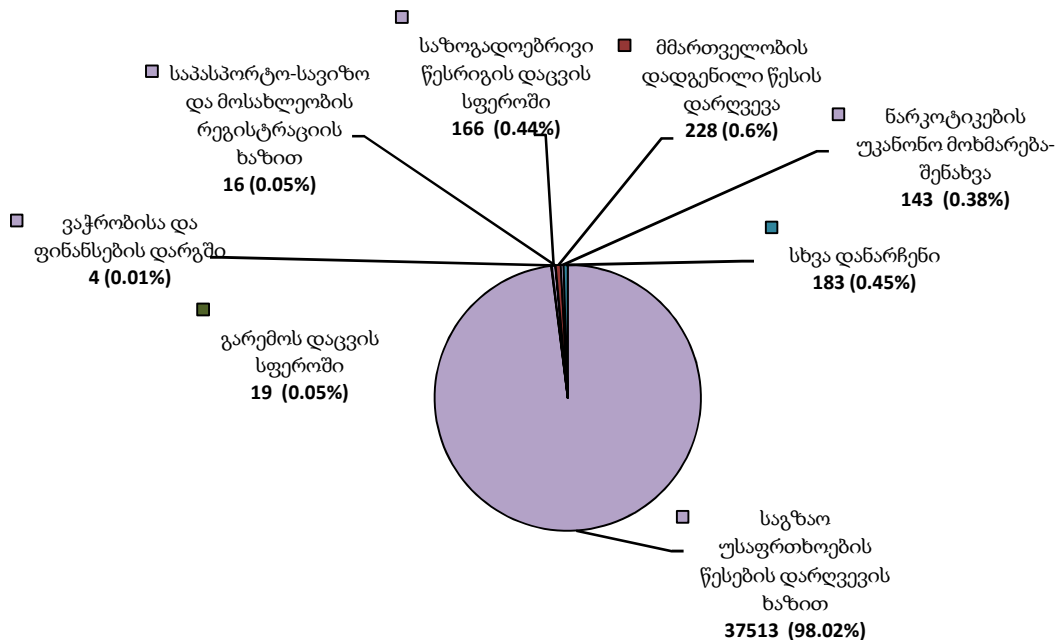 საზოგადოებრივი
წესრიგის დაცვის
სფეროში
166 (0.44%)
მმართველობის
დადგენილი წესის
დარღვევა
228 (0.6%)
საპასპორტო-სავიზო
და მოსახლეობის
რეგისტრაციის
ხაზით
16 (0.05%)
ნარკოტიკების
უკანონო მოხმარება-
შენახვა
143 (0.38%)
ვაჭრობისა და
ფინანსების დარგში
4 (0.01%)
სხვა დანარჩენი
183 (0.45%)
გარემოს დაცვის
სფეროში
19 (0.05%)
საგზაო
უსაფრთხოების
წესების დარღვევის
ხაზით
37513 (98.02%)